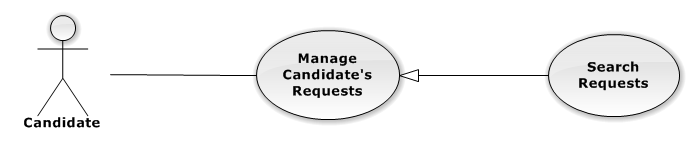 Candidate
Manage
Candidate's
Requests
Search
Requests